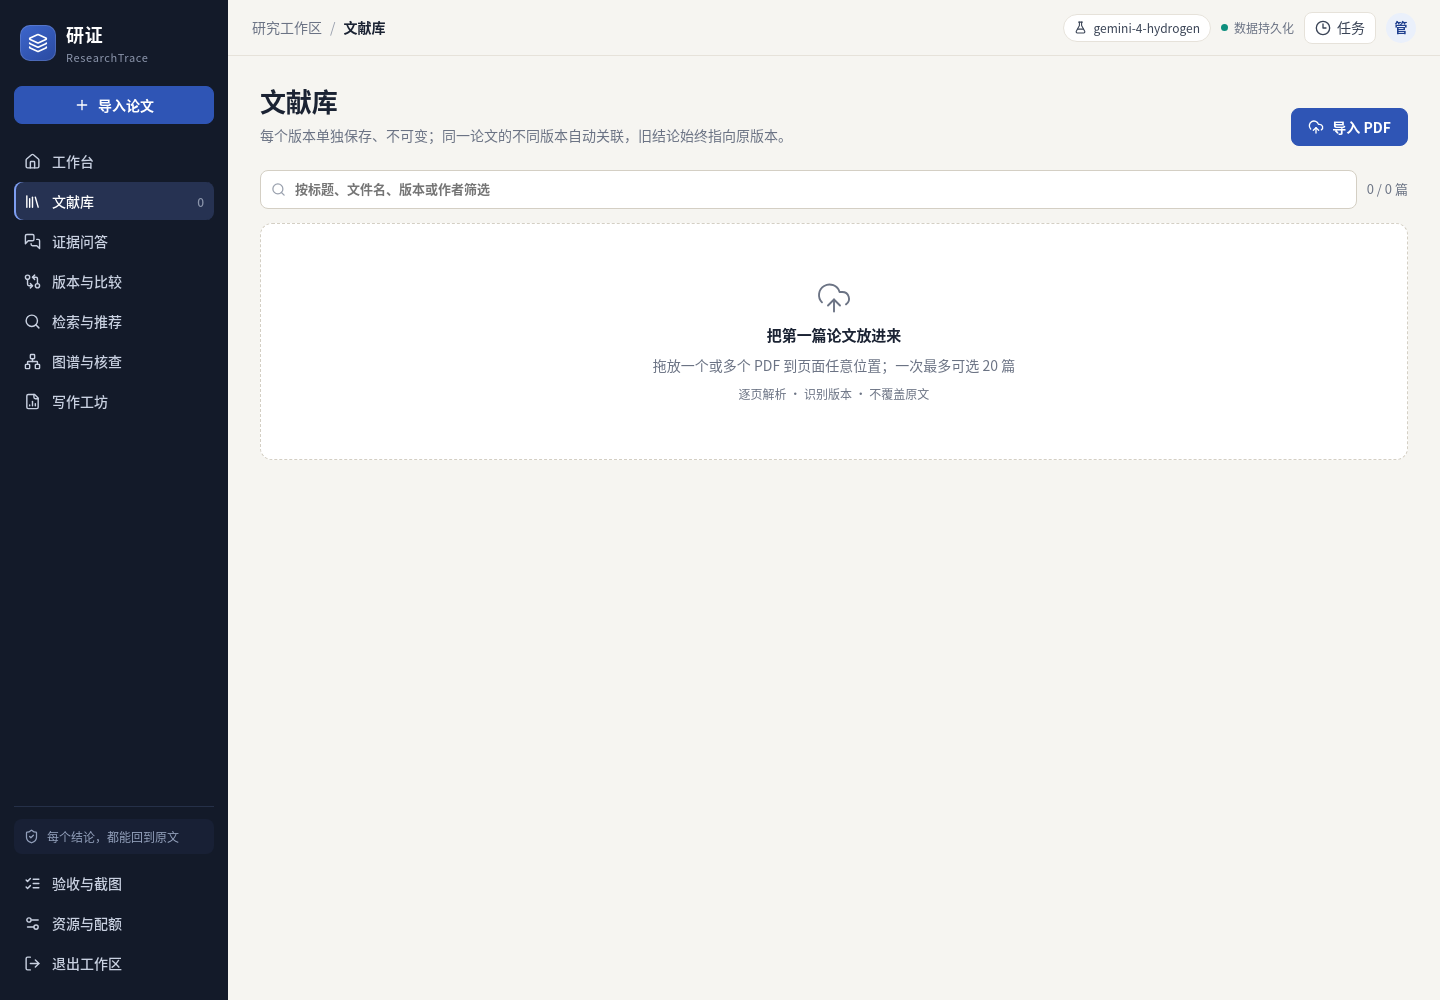 研证
ResearchTrace
导入论文
工作台
文献库 0
证据问答
版本与比较
检索与推荐
图谱与核查
写作工坊
每个结论，都能回到原文
验收与截图
资源与配额
退出工作区
研究工作区 / 文献库
gemini-4-hydrogen
数据持久化
任务
管
文献库
每个版本单独保存、不可变；同一论文的不同版本自动关联，旧结论始终指向原版本。
导入 PDF
按标题、文件名、版本或作者筛选
0 / 0 篇
把第一篇论文放进来
拖放一个或多个 PDF 到页面任意位置；一次最多可选 20 篇
逐页解析 · 识别版本 · 不覆盖原文